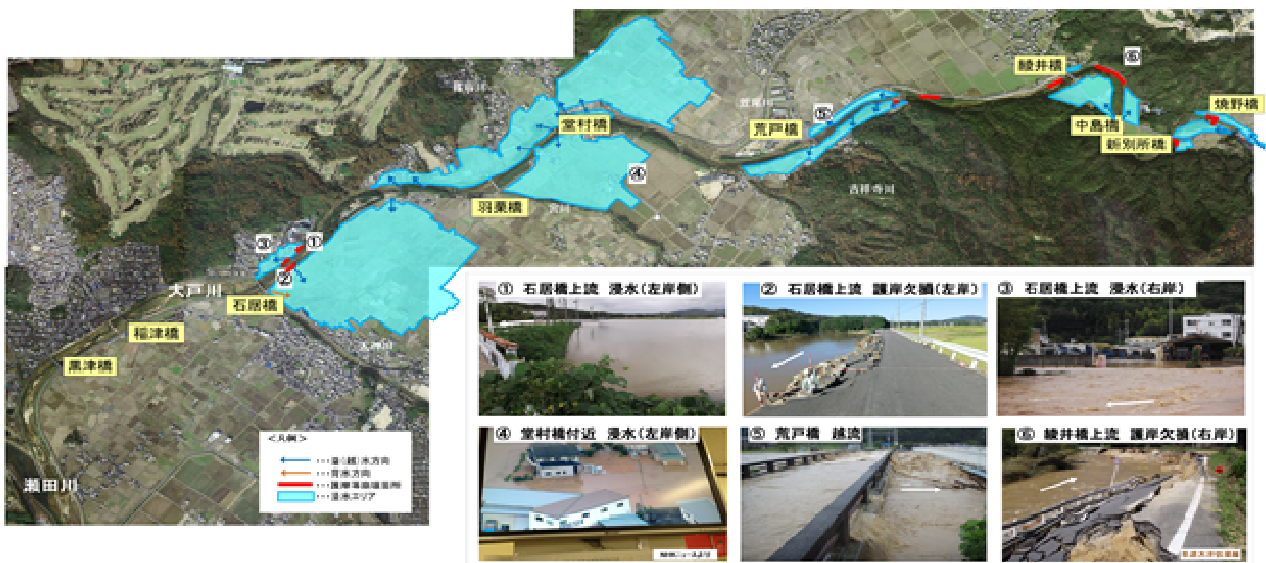 綾井橋
⑥
焼野橋
堂村橋
荒戸橋
⑤
中島橋
新別所橋
④
吉祥寺川
羽栗橋
③
①
②
大戸川
石居橋
稲津橋
黒津橋
瀬田川
<凡例>
・・・浸水エリア
① 石居橋上流 浸水(左岸側)
② 石居橋上流 護岸欠損(左岸)
③ 石居橋上流 浸水(右岸)
④ 堂村橋付近 浸水(左岸側)
⑤ 荒戸橋 越流
⑥ 綾井橋上流 護岸欠損(右岸)